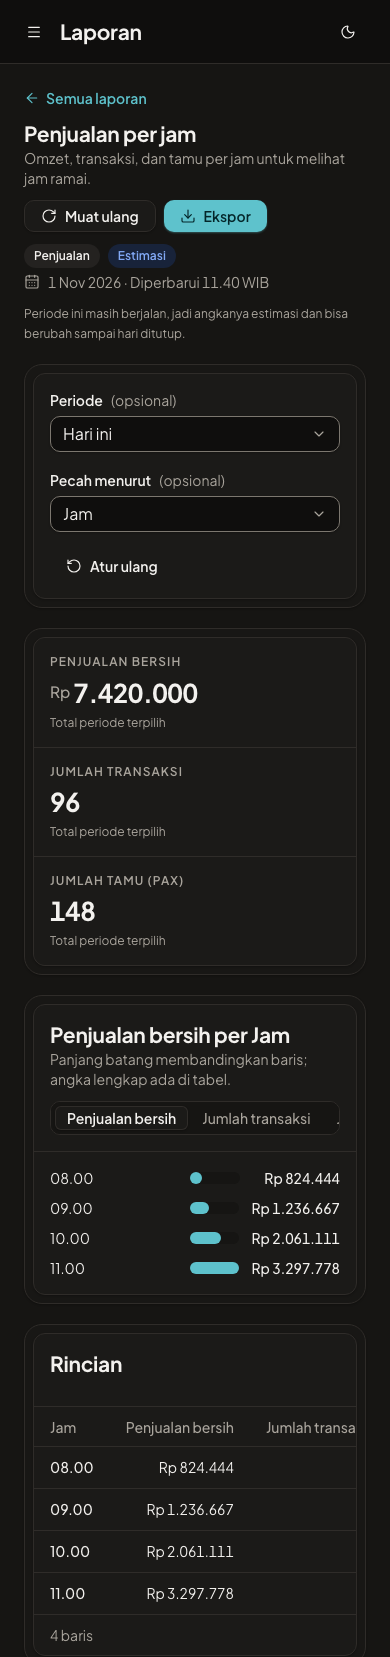 Laporan
Semua laporan
Penjualan per jam
Omzet, transaksi, dan tamu per jam untuk melihat
jam ramai.
Muat ulang
Ekspor
Penjualan
Estimasi
1 Nov 2026 · Diperbarui 11.40 WIB
Periode ini masih berjalan, jadi angkanya estimasi dan bisa
berubah sampai hari ditutup.
Periode (opsional)
Hari ini
Pecah menurut (opsional)
Jam
Atur ulang
PENJUALAN BERSIH
Rp 7.420.000
Total periode terpilih
JUMLAH TRANSAKSI
96
Total periode terpilih
JUMLAH TAMU (PAX)
148
Total periode terpilih
Penjualan bersih per Jam
Panjang batang membandingkan baris;
angka lengkap ada di tabel.
Penjualan bersih Jumlah transaksi
08.00 Rp 824.444
09.00 Rp 1.236.667
10.00 Rp 2.061.111
11.00 Rp 3.297.778
Rincian
Jam Penjualan bersih Jumlah transa
08.00 Rp 824.444
09.00 Rp 1.236.667
10.00 Rp 2.061.111
11.00 Rp 3.297.778
4 baris